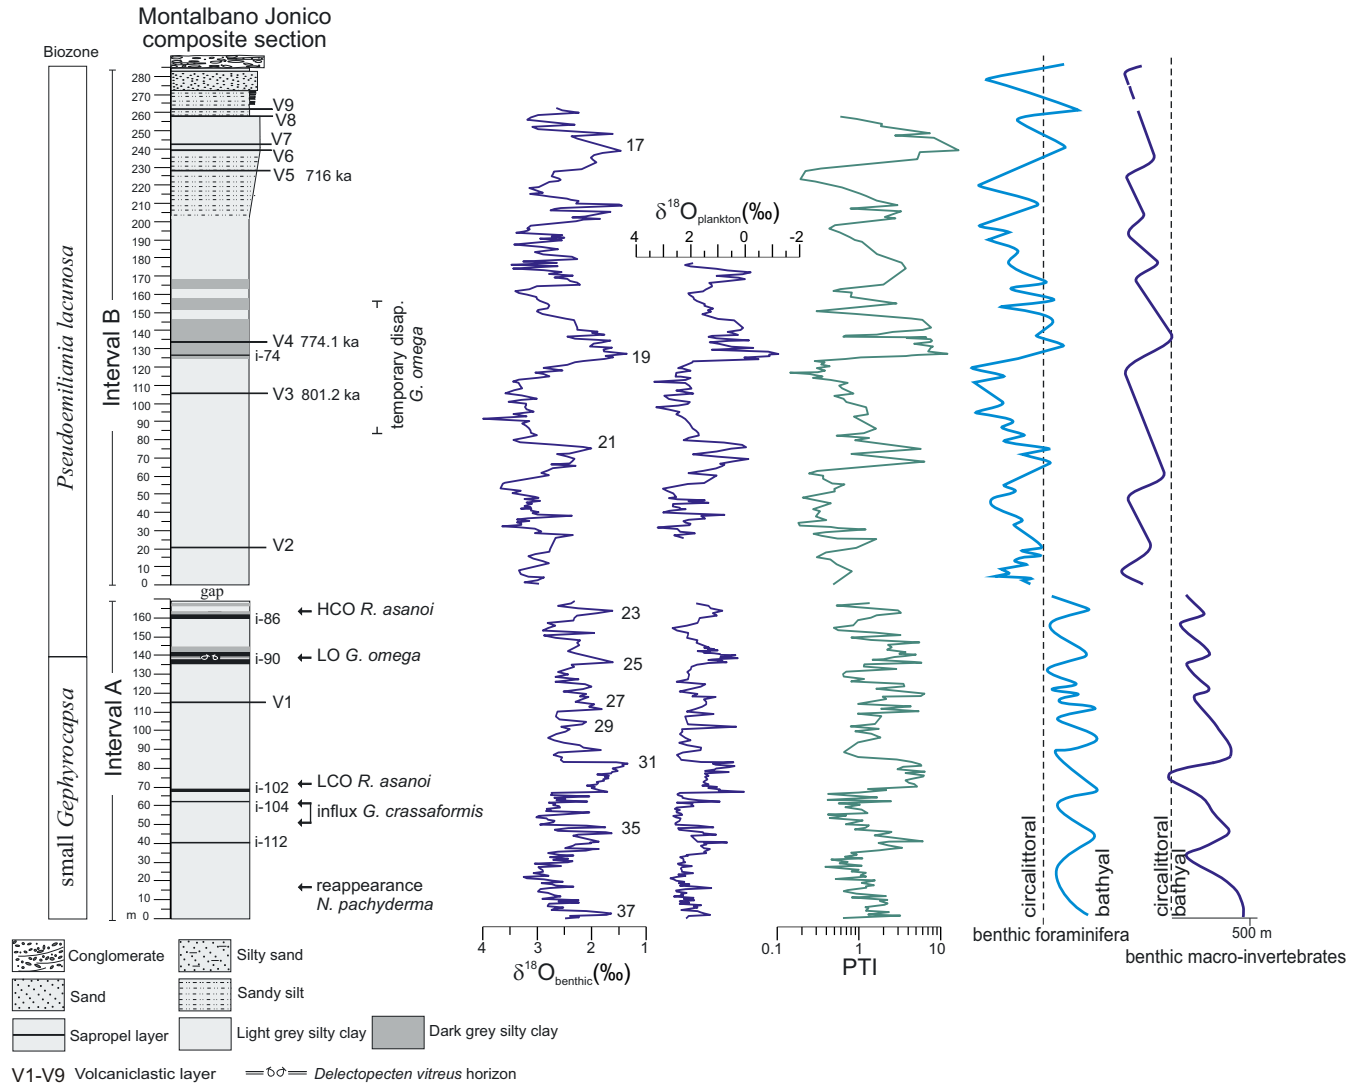 Montalbano Jonico
composite section
Biozone
Pseudoemiliania lacunosa
small Gephyrocapsa
Interval B
Interval A
280
270
260
250
240
230
220
210
200
190
180
170
160
150
140
130
120
110
100
90
80
70
60
50
40
30
20
10
0
gap
160
150
140
130
120
110
100
90
80
70
60
50
40
30
20
10
m 0
V9
V8
V7
V6
V5 716 ka
V4 774.1 ka
i-74
V3 801.2 ka
V2
i-86
i-90
V1
i-102
i-104
i-112
temporary disap.
G. omega
HCO R. asanoi
LO G. omega
LCO R. asanoi
influx G. crassaformis
reappearance
N. pachyderma
17
19
21
23
25
27
29
31
35
37
δ18Oplankton(‰)
4 2 0 -2
4 3 2 1
δ18Obenthic(‰)
0.1 1 10
PTI
circalittoral
bathyal
benthic foraminifera
circalittoral
bathyal
500 m
benthic macro-invertebrates
Conglomerate
Silty sand
Sand
Sandy silt
Sapropel layer
Light grey silty clay
Dark grey silty clay
V1-V9 Volcaniclastic layer
Delectopecten vitreus horizon